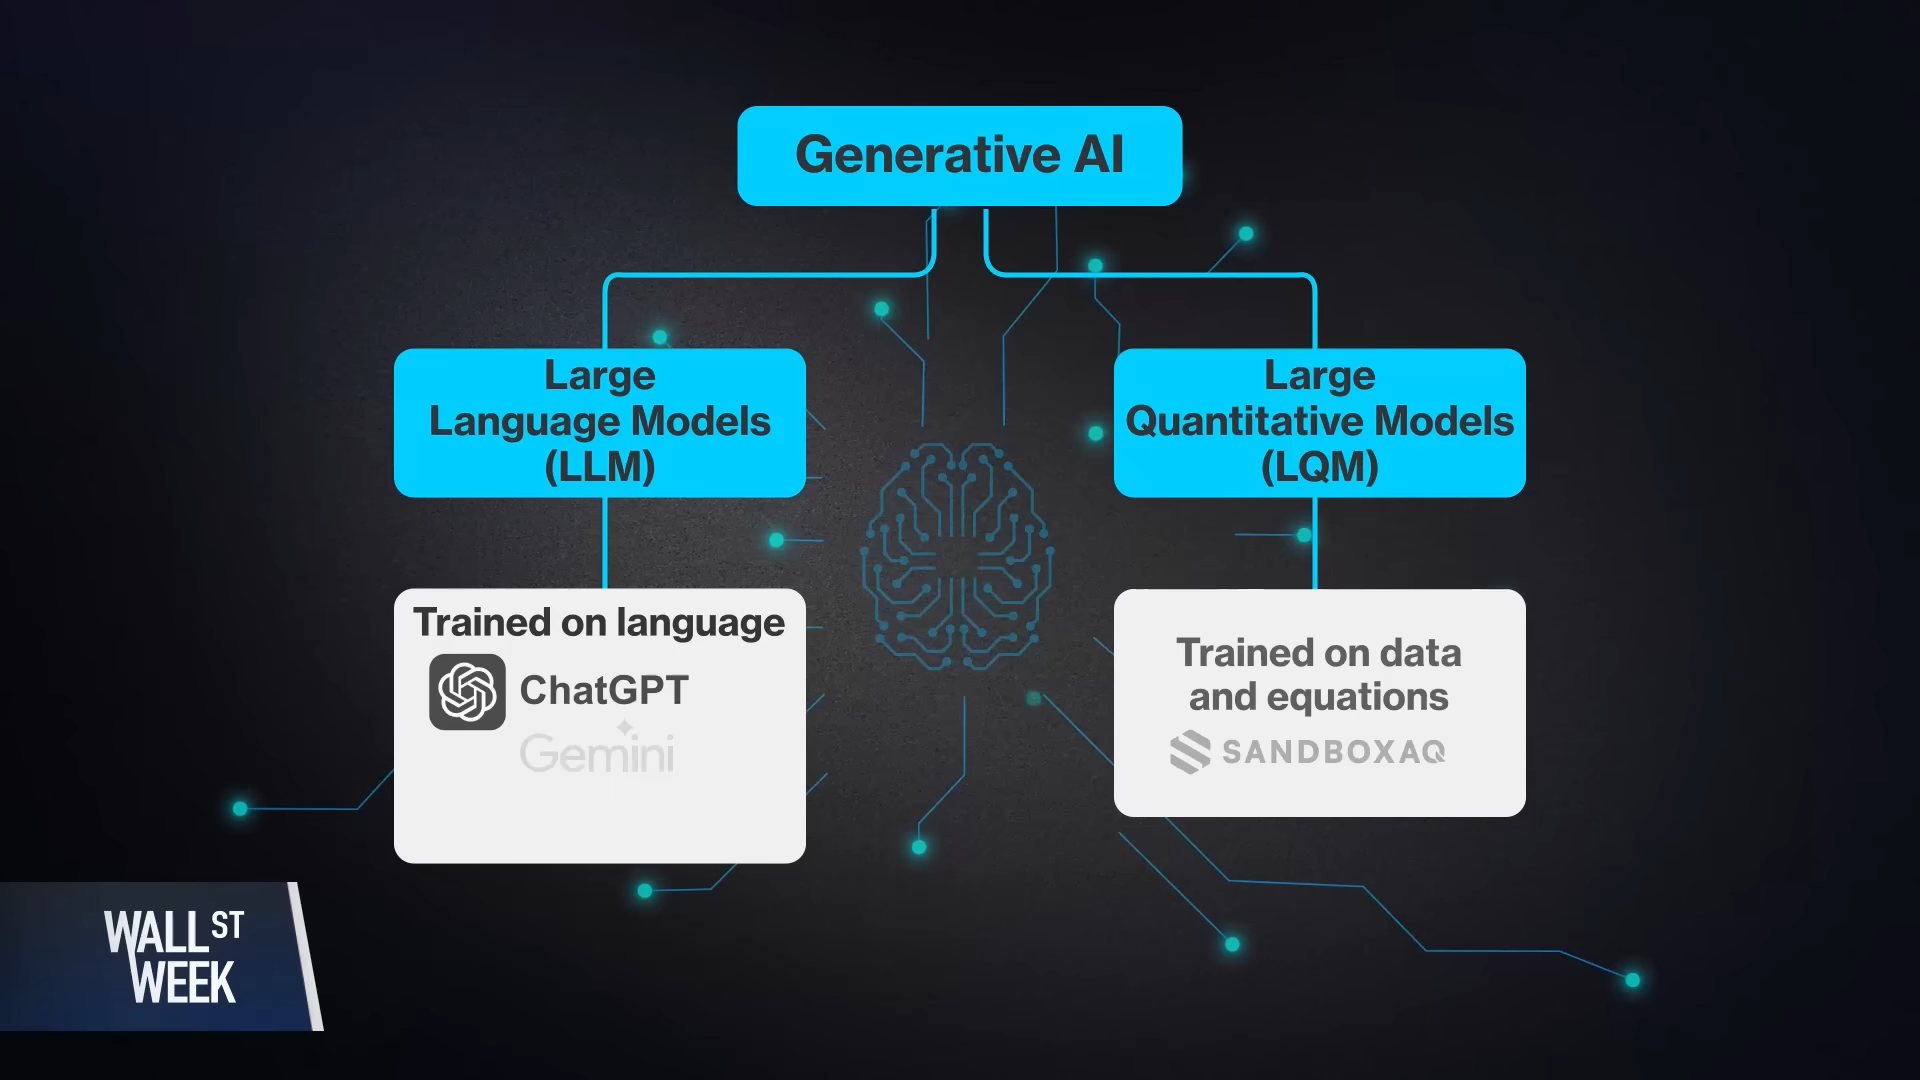 Generative AI
Large
Language Models
(LLM)
Trained on language
ChatGPT
Gemini
Large
Quantitative Models
(LQM)
Trained on data
and equations
SANDBOXAQ
WALL ST
WEEK